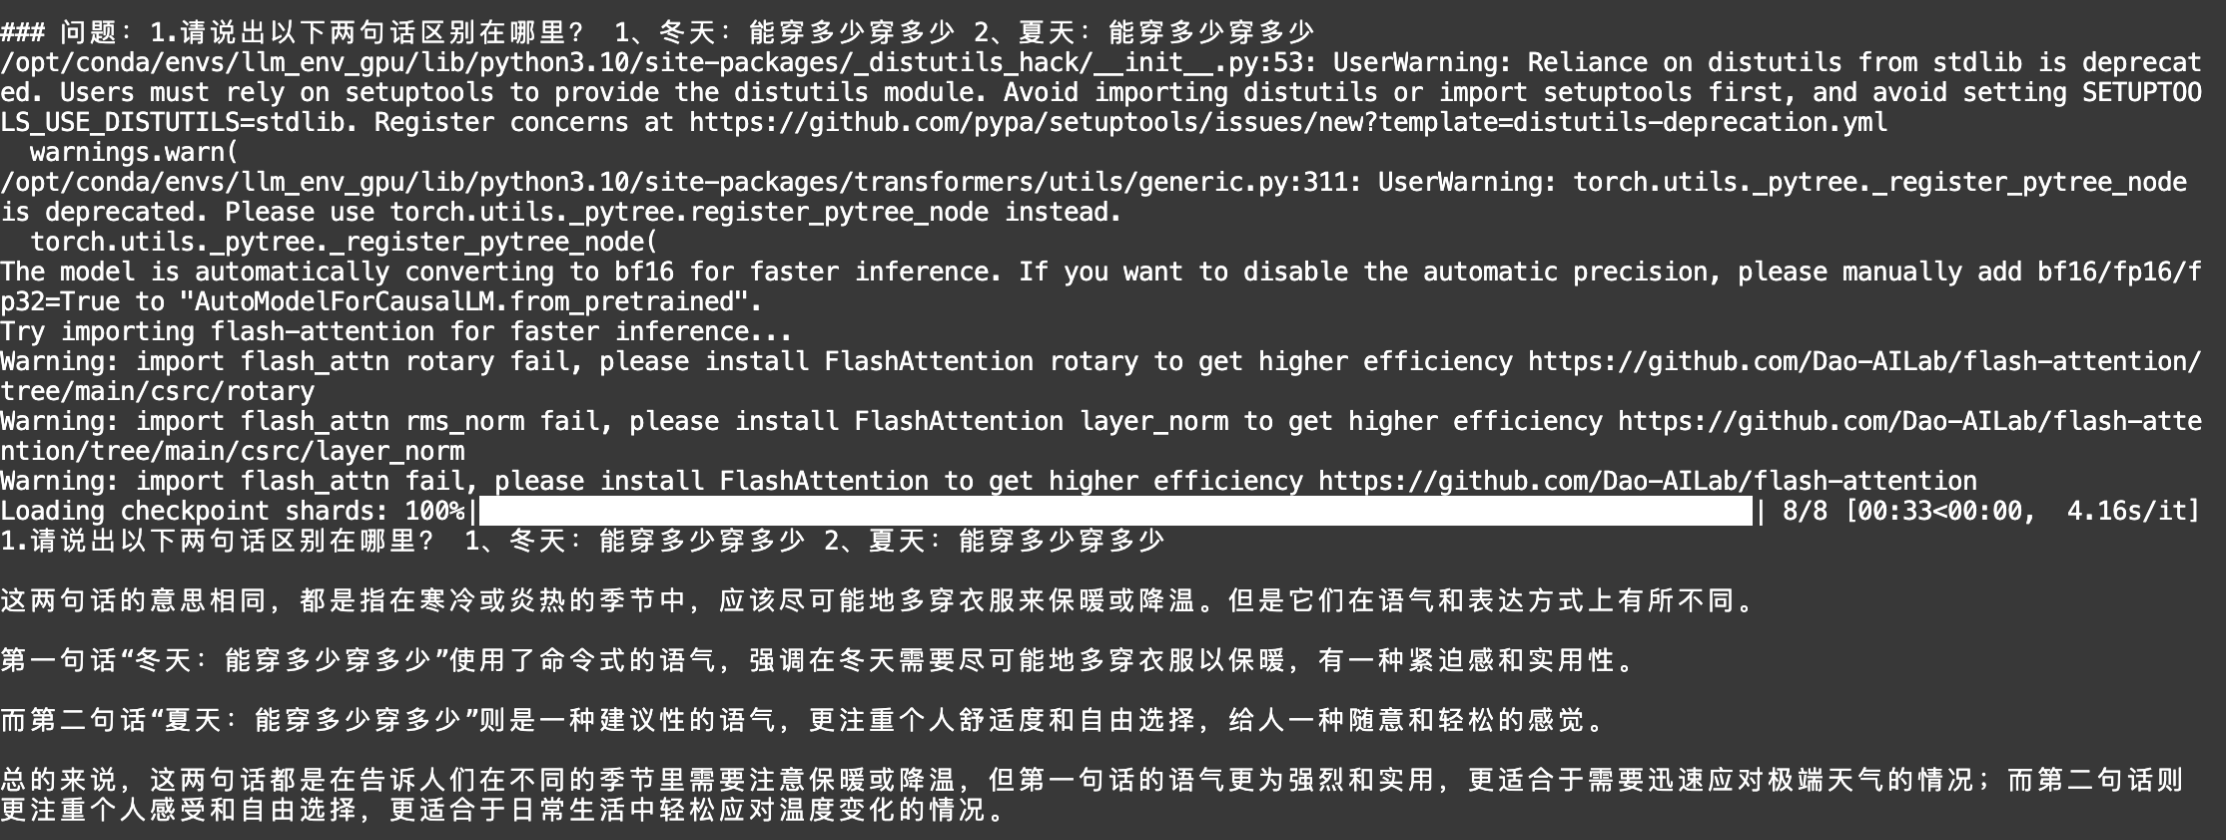 ### 问题：1.请说出以下两句话区别在哪里？ 1、冬天：能穿多少穿多少 2、夏天：能穿多少穿多少
/opt/conda/envs/llm_env_gpu/lib/python3.10/site-packages/_distutils_hack/__init__.py:53: UserWarning: Reliance on distutils from stdlib is deprecat
ed. Users must rely on setuptools to provide the distutils module. Avoid importing distutils or import setuptools first, and avoid setting SETUPTOO
LS_USE_DISTUTILS=stdlib. Register concerns at https://github.com/pypa/setuptools/issues/new?template=distutils-deprecation.yml
  warnings.warn(
/opt/conda/envs/llm_env_gpu/lib/python3.10/site-packages/transformers/utils/generic.py:311: UserWarning: torch.utils._pytree._register_pytree_node
is deprecated. Please use torch.utils._pytree.register_pytree_node instead.
  torch.utils._pytree._register_pytree_node(
The model is automatically converting to bf16 for faster inference. If you want to disable the automatic precision, please manually add bf16/fp16/f
p32=True to "AutoModelForCausalLM.from_pretrained".
Try importing flash-attention for faster inference...
Warning: import flash_attn rotary fail, please install FlashAttention rotary to get higher efficiency https://github.com/Dao-AILab/flash-attention/
tree/main/csrc/rotary
Warning: import flash_attn rms_norm fail, please install FlashAttention layer_norm to get higher efficiency https://github.com/Dao-AILab/flash-atte
ntion/tree/main/csrc/layer_norm
Warning: import flash_attn fail, please install FlashAttention to get higher efficiency https://github.com/Dao-AILab/flash-attention
Loading checkpoint shards: 100%| | 8/8 [00:33<00:00,  4.16s/it]
1.请说出以下两句话区别在哪里？ 1、冬天：能穿多少穿多少 2、夏天：能穿多少穿多少
这两句话的意思相同，都是指在寒冷或炎热的季节中，应该尽可能地多穿衣服来保暖或降温。但是它们在语气和表达方式上有所不同。
第一句话“冬天：能穿多少穿多少”使用了命令式的语气，强调在冬天需要尽可能地多穿衣服以保暖，有一种紧迫感和实用性。
而第二句话“夏天：能穿多少穿多少”则是一种建议性的语气，更注重个人舒适度和自由选择，给人一种随意和轻松的感觉。
总的来说，这两句话都是在告诉人们在不同的季节里需要注意保暖或降温，但第一句话的语气更为强烈和实用，更适合于需要迅速应对极端天气的情况；而第二句话则
更注重个人感受和自由选择，更适合于日常生活中轻松应对温度变化的情况。